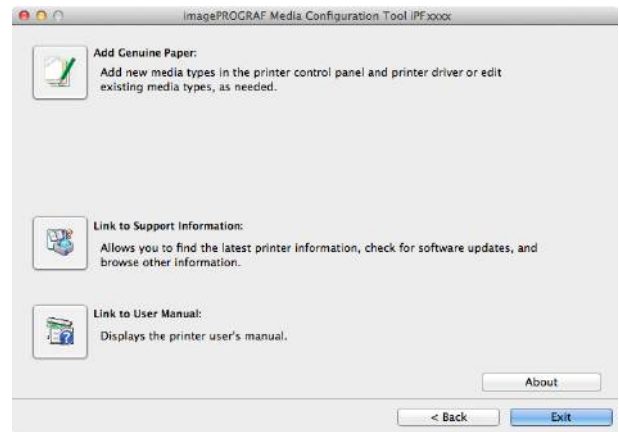 imagePROGRAF Media Configuration Tool iPFxxxx
Add Genuine Paper:
Add new media types in the printer control panel and printer driver or edit
existing media types, as needed.
Link to Support Information:
Allows you to find the latest printer information, check for software updates, and
browse other information.
Link to User Manual:
Displays the printer user's manual.
About
< Back
Exit